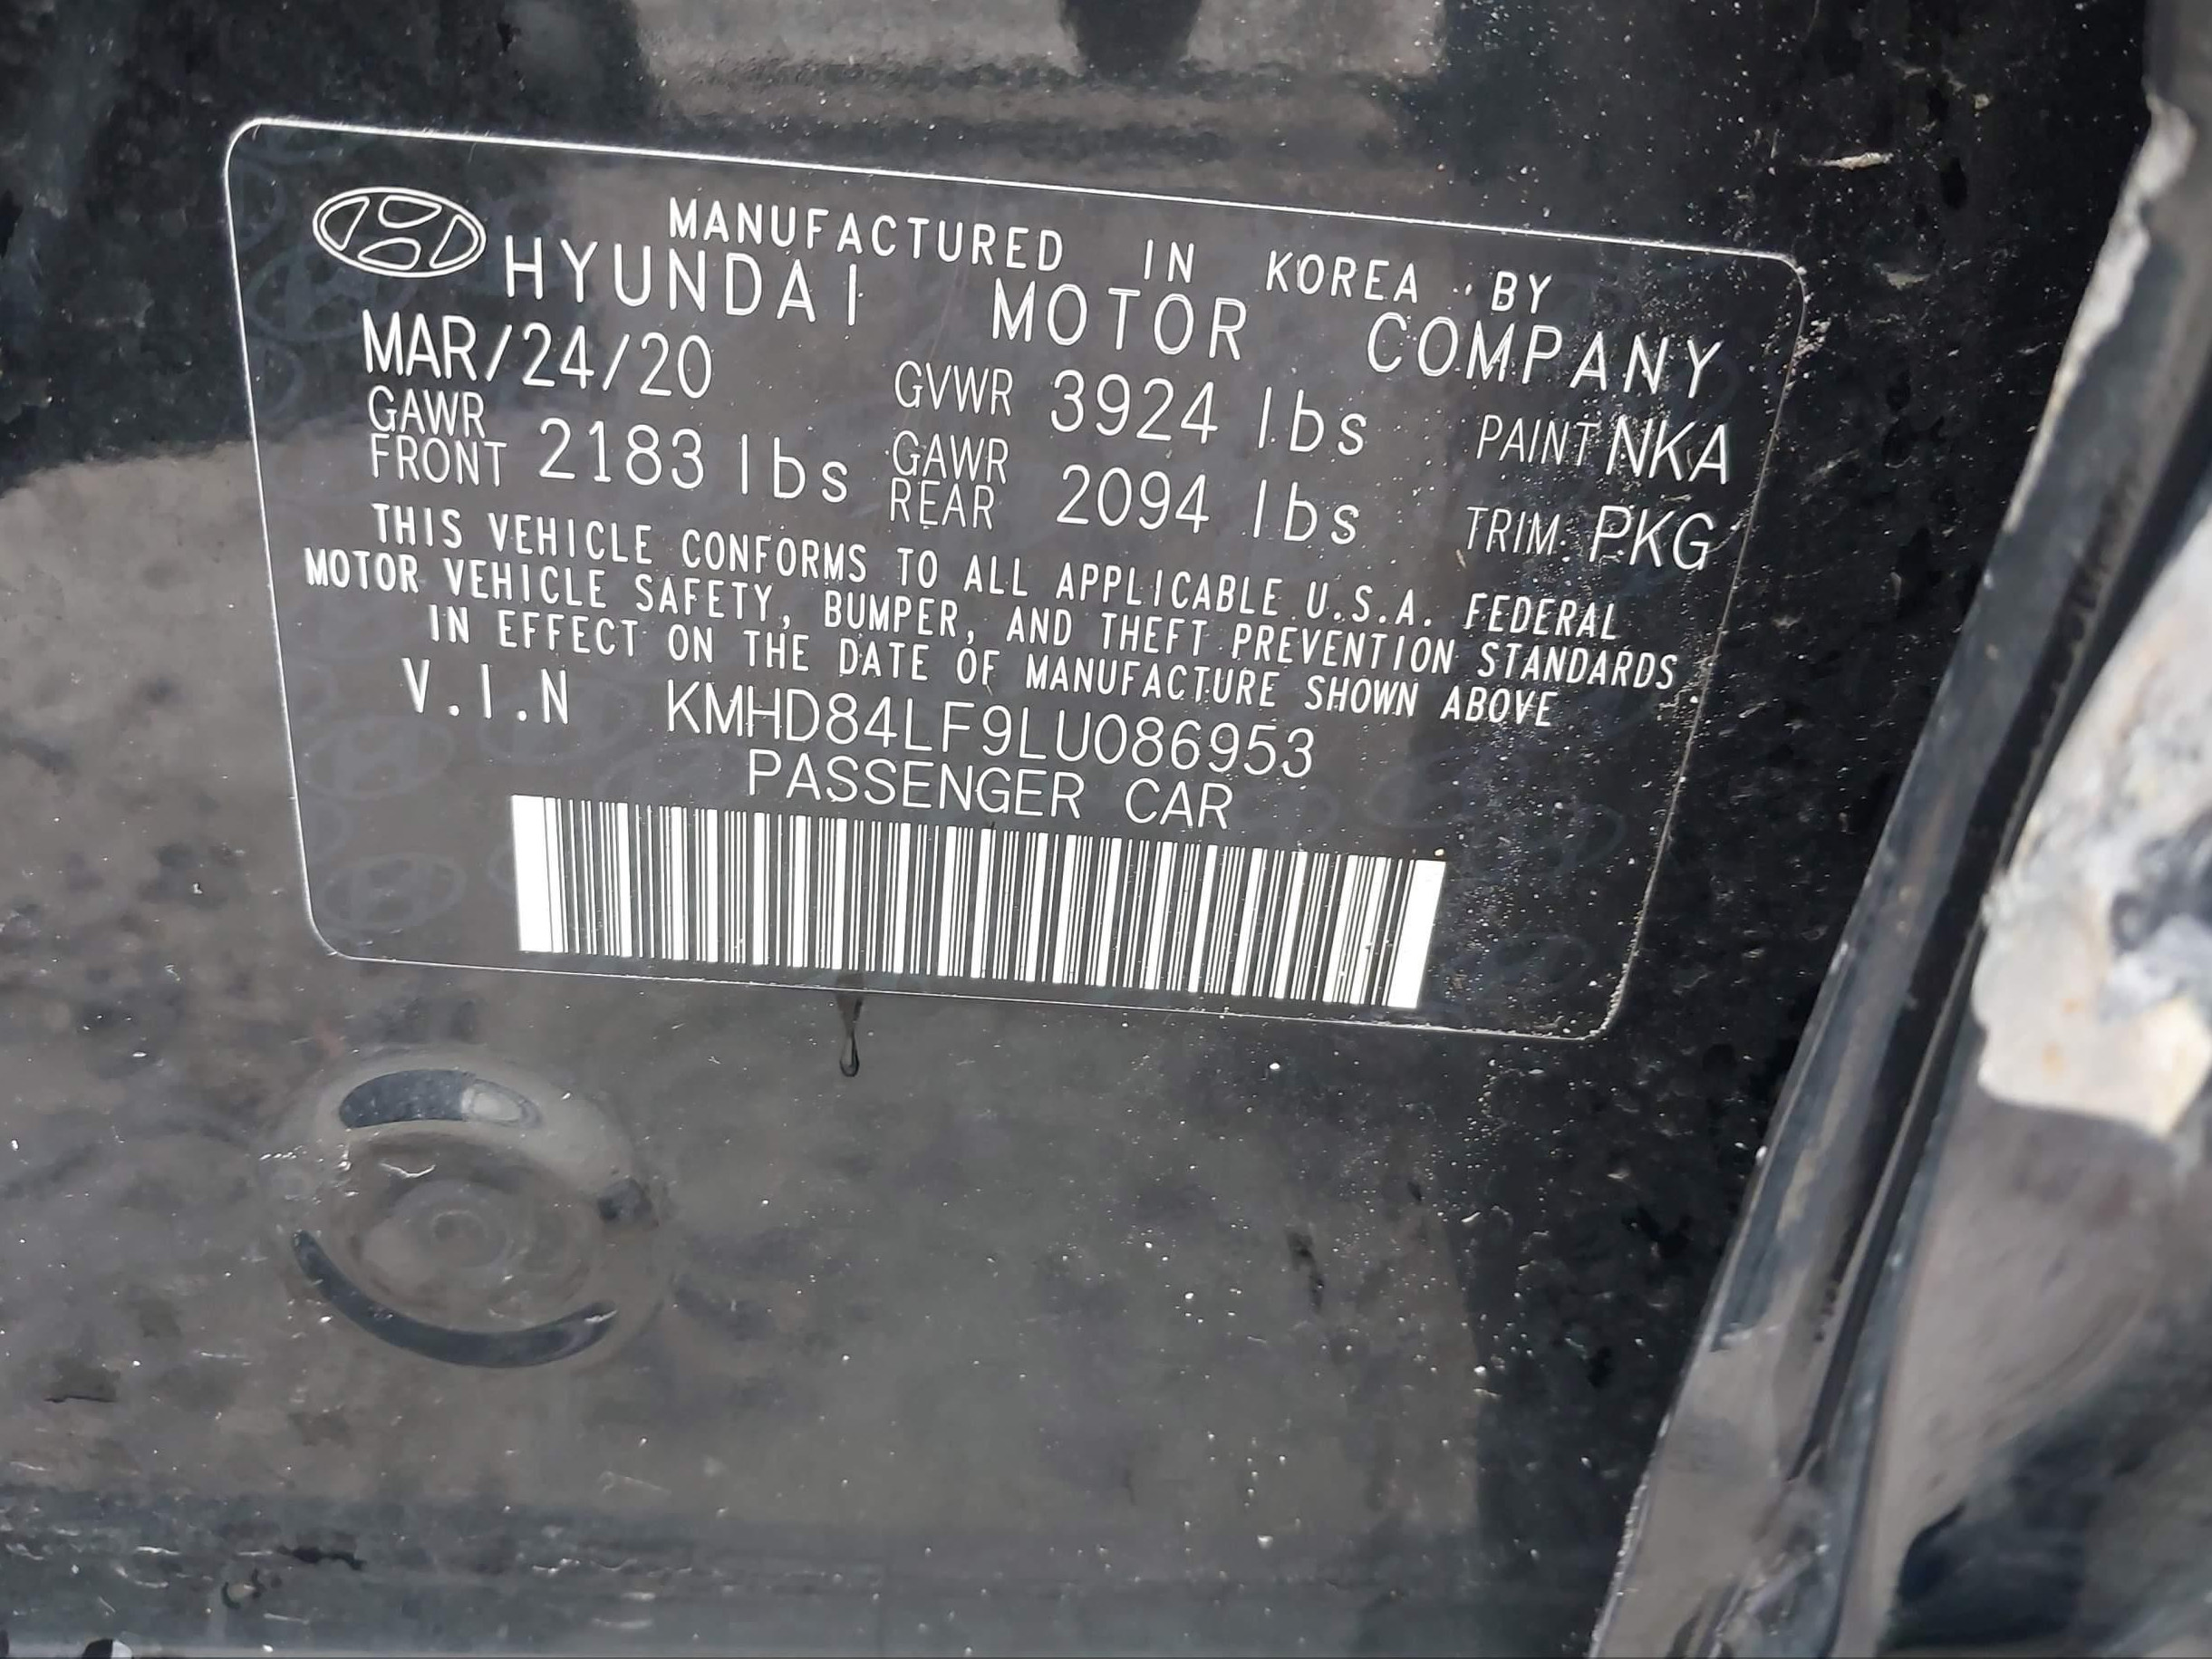 MANUFACTURED IN KOREA BY
HYUNDAI MOTOR COMPANY
MAR/24/20 GVWR 3924 lbs PAINT NKA
GAWR FRONT 2183 lbs GAWR REAR 2094 lbs TRIM PKG
THIS VEHICLE CONFORMS TO ALL APPLICABLE U.S.A. FEDERAL
MOTOR VEHICLE SAFETY, BUMPER, AND THEFT PREVENTION STANDARDS
IN EFFECT ON THE DATE OF MANUFACTURE SHOWN ABOVE
V.I.N KMHD84LF9LU086953
PASSENGER CAR